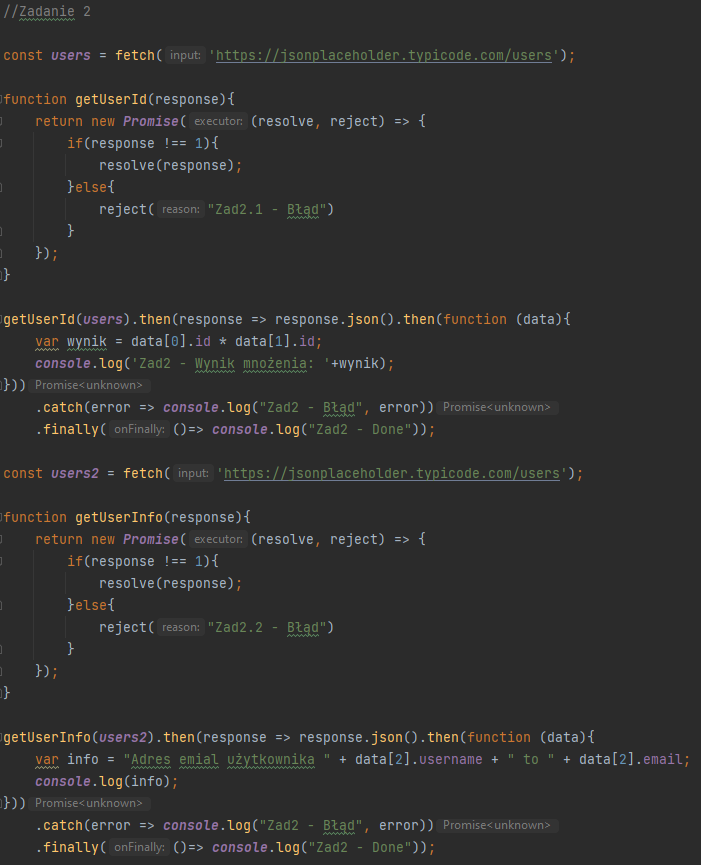 //Zadanie 2
const users = fetch( input: 'https://jsonplaceholder.typicode.com/users');
function getUserId(response){
return new Promise( executor: (resolve, reject) => {
if(response !== 1){
resolve(response);
}else{
reject( reason: "Zad2.1 - Błąd")
}
});
}
getUserId(users).then(response => response.json().then(function (data){
var wynik = data[0].id * data[1].id;
console.log('Zad2 - Wynik mnożenia: '+wynik);
})) Promise<unknown>
.catch(error => console.log("Zad2 - Błąd", error)) Promise<unknown>
.finally( onFinally: ()=> console.log("Zad2 - Done"));
const users2 = fetch( input: 'https://jsonplaceholder.typicode.com/users');
function getUserInfo(response){
return new Promise( executor: (resolve, reject) => {
if(response !== 1){
resolve(response);
}else{
reject( reason: "Zad2.2 - Błąd")
}
});
}
getUserInfo(users2).then(response => response.json().then(function (data){
var info = "Adres emial użytkownika " + data[2].username + " to " + data[2].email;
console.log(info);
})) Promise<unknown>
.catch(error => console.log("Zad2 - Błąd", error)) Promise<unknown>
.finally( onFinally: ()=> console.log("Zad2 - Done"));